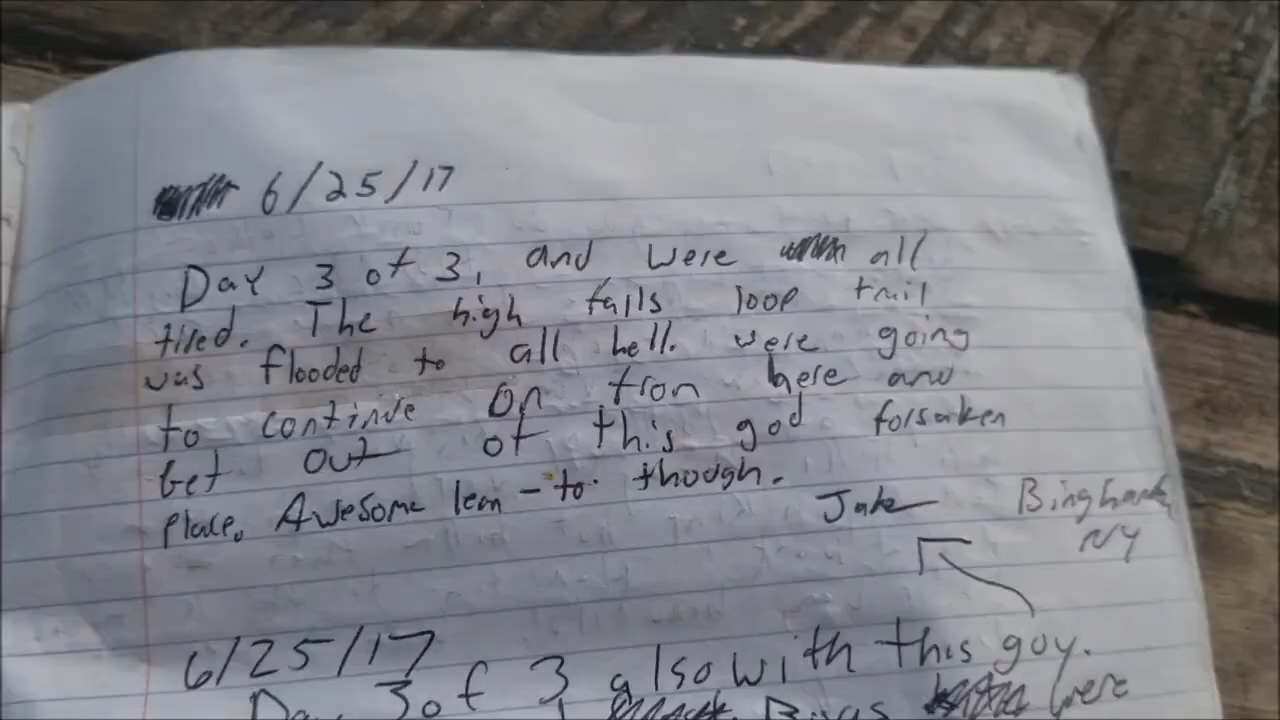 6/25/17
Day 3 of 3, and were all
tired. The high falls loop trail
was flooded to all hell. were going
to continue on from here and
Get out of this god forsaken
Place. Awesome lean-to though.
Jake
NY
6/25/17
also with this guy.
Day 3 of 3
were